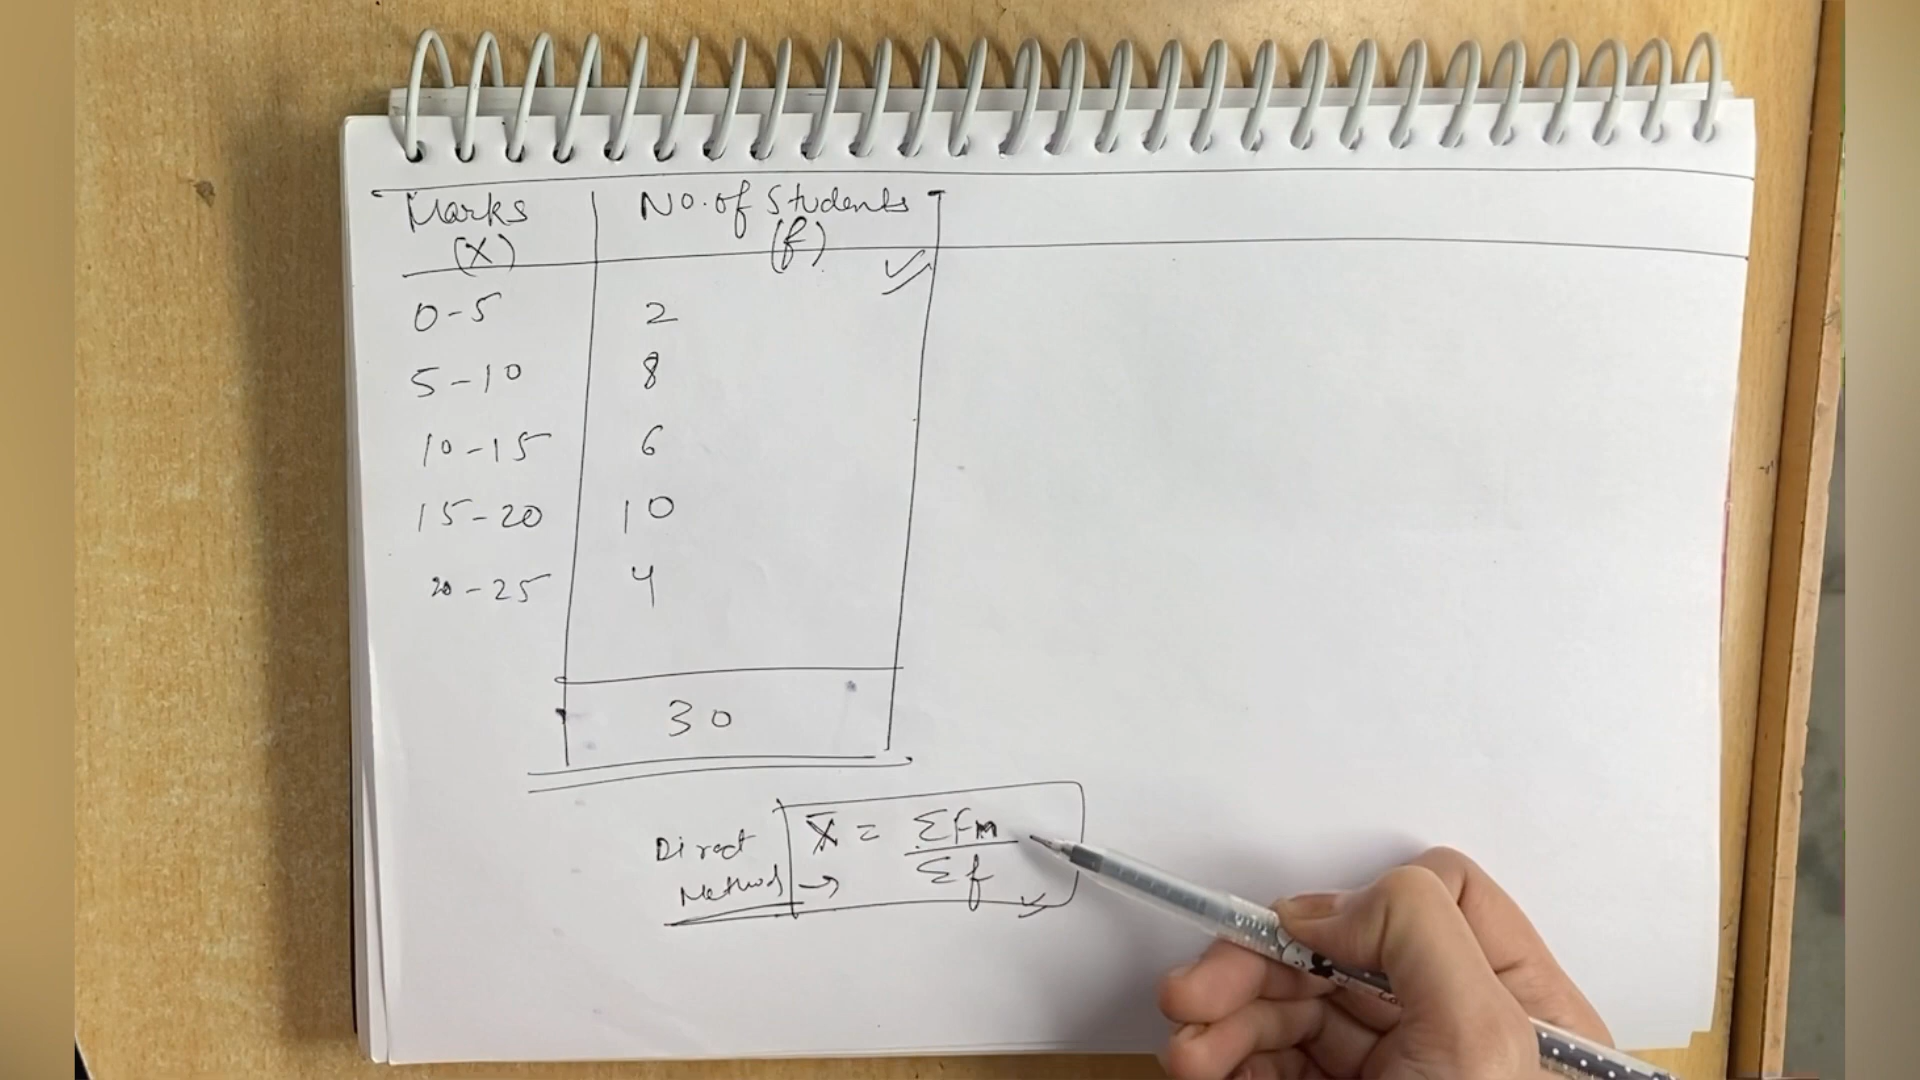 Marks No. of Students
(X) (f)
0-5 2
5-10 8
10-15 6
15-20 10
20-25 4
30
Direct Method → X̄ = Σfm / Σf